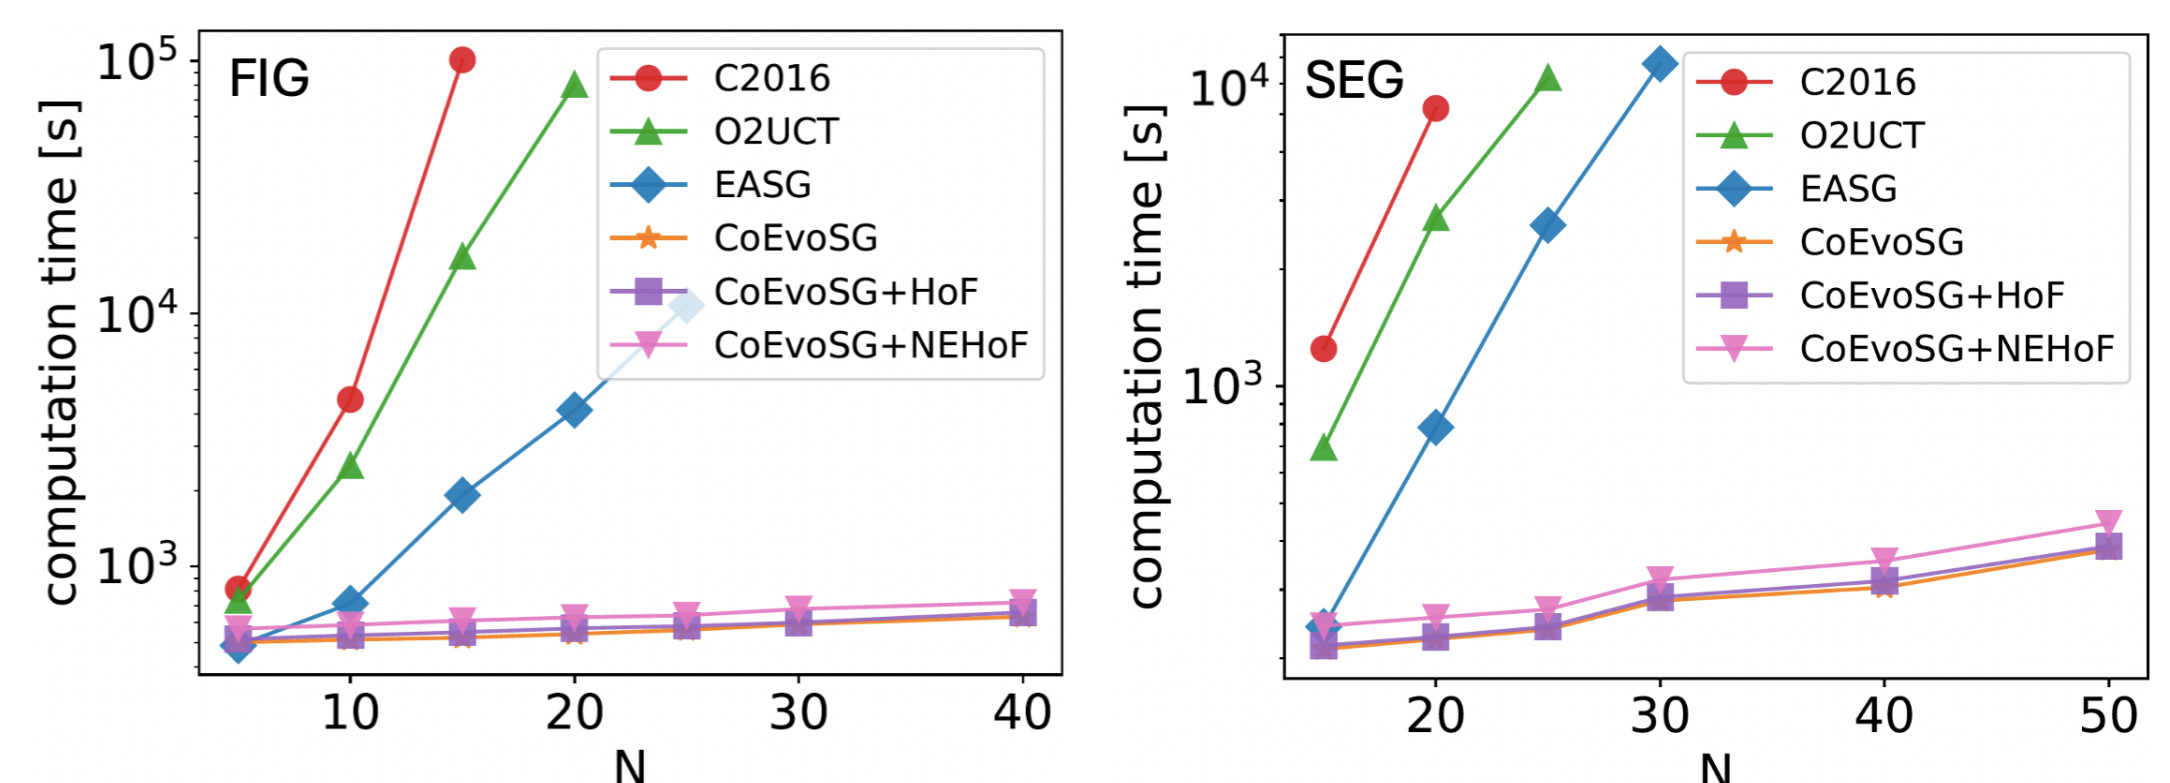 FIG
computation time [s]
10^5
10^4
10^3
C2016
O2UCT
EASG
CoEvoSG
CoEvoSG+HoF
CoEvoSG+NEHoF
10 20 30 40
N
SEG
computation time [s]
10^4
10^3
C2016
O2UCT
EASG
CoEvoSG
CoEvoSG+HoF
CoEvoSG+NEHoF
20 30 40 50
N